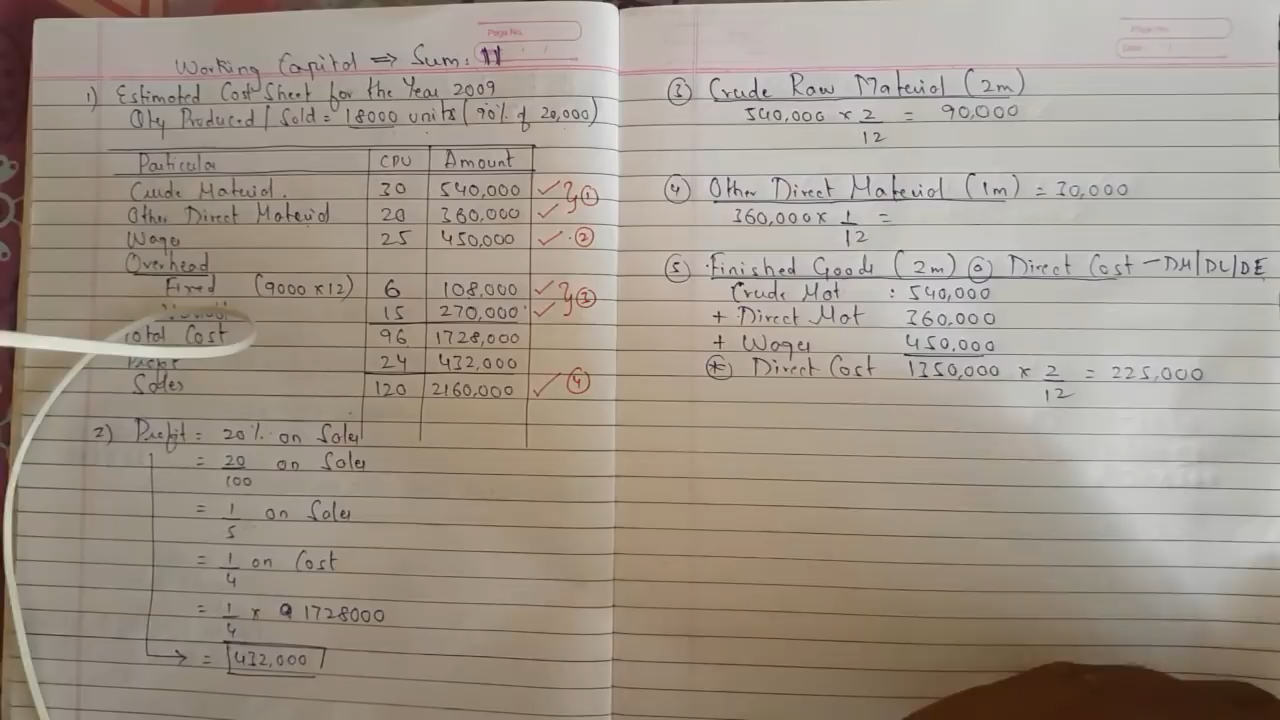 Page No.
Working Capital ⇒ Sum: 11
1) Estimated Cost Sheet for the Year 2009
Qty Produced / Sold = 18000 units (90% of 20,000)
Particular CPU Amount
Crude Material. 30 540,000 ①
Other Direct Material 20 360,000
Wages 25 450,000 ②
Overhead
Fixed (9000 x 12) 6 108,000 ③
15 270,000
Total Cost 96 1728,000
Profit 24 432,000
Sales 120 2160,000 ④
2) Profit = 20% on Sales
= 20/100 on Sales
= 1/5 on Sales
= 1/4 on Cost
= 1/4 x 1728000
→ = 432,000
Page No.
Date: / /
③ Crude Raw Material (2m)
540,000 x 2/12 = 90,000
④ Other Direct Material (1m) = 30,000
360,000 x 1/12 =
⑤ Finished Goods (2m) @ Direct Cost – DM/DL/DE
Crude Mat : 540,000
+ Direct Mat 360,000
+ Wages 450,000
Direct Cost 1350,000 x 2/12 = 225,000